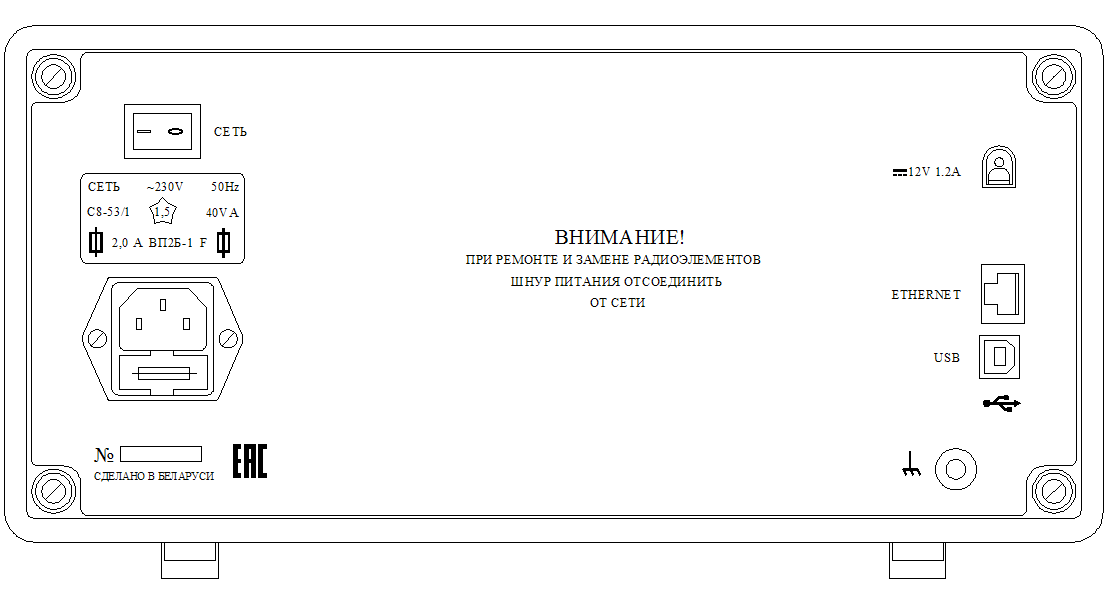 СЕТЬ
СЕТЬ ~230V 50Hz
С8-53/1 1,5 40VA
2,0 А ВП2Б-1 F
12V 1.2A
ВНИМАНИЕ!
ПРИ РЕМОНТЕ И ЗАМЕНЕ РАДИОЭЛЕМЕНТОВ
ШНУР ПИТАНИЯ ОТСОЕДИНИТЬ
ОТ СЕТИ
ETHERNET
USB
№
СДЕЛАНО В БЕЛАРУСИ
EAC